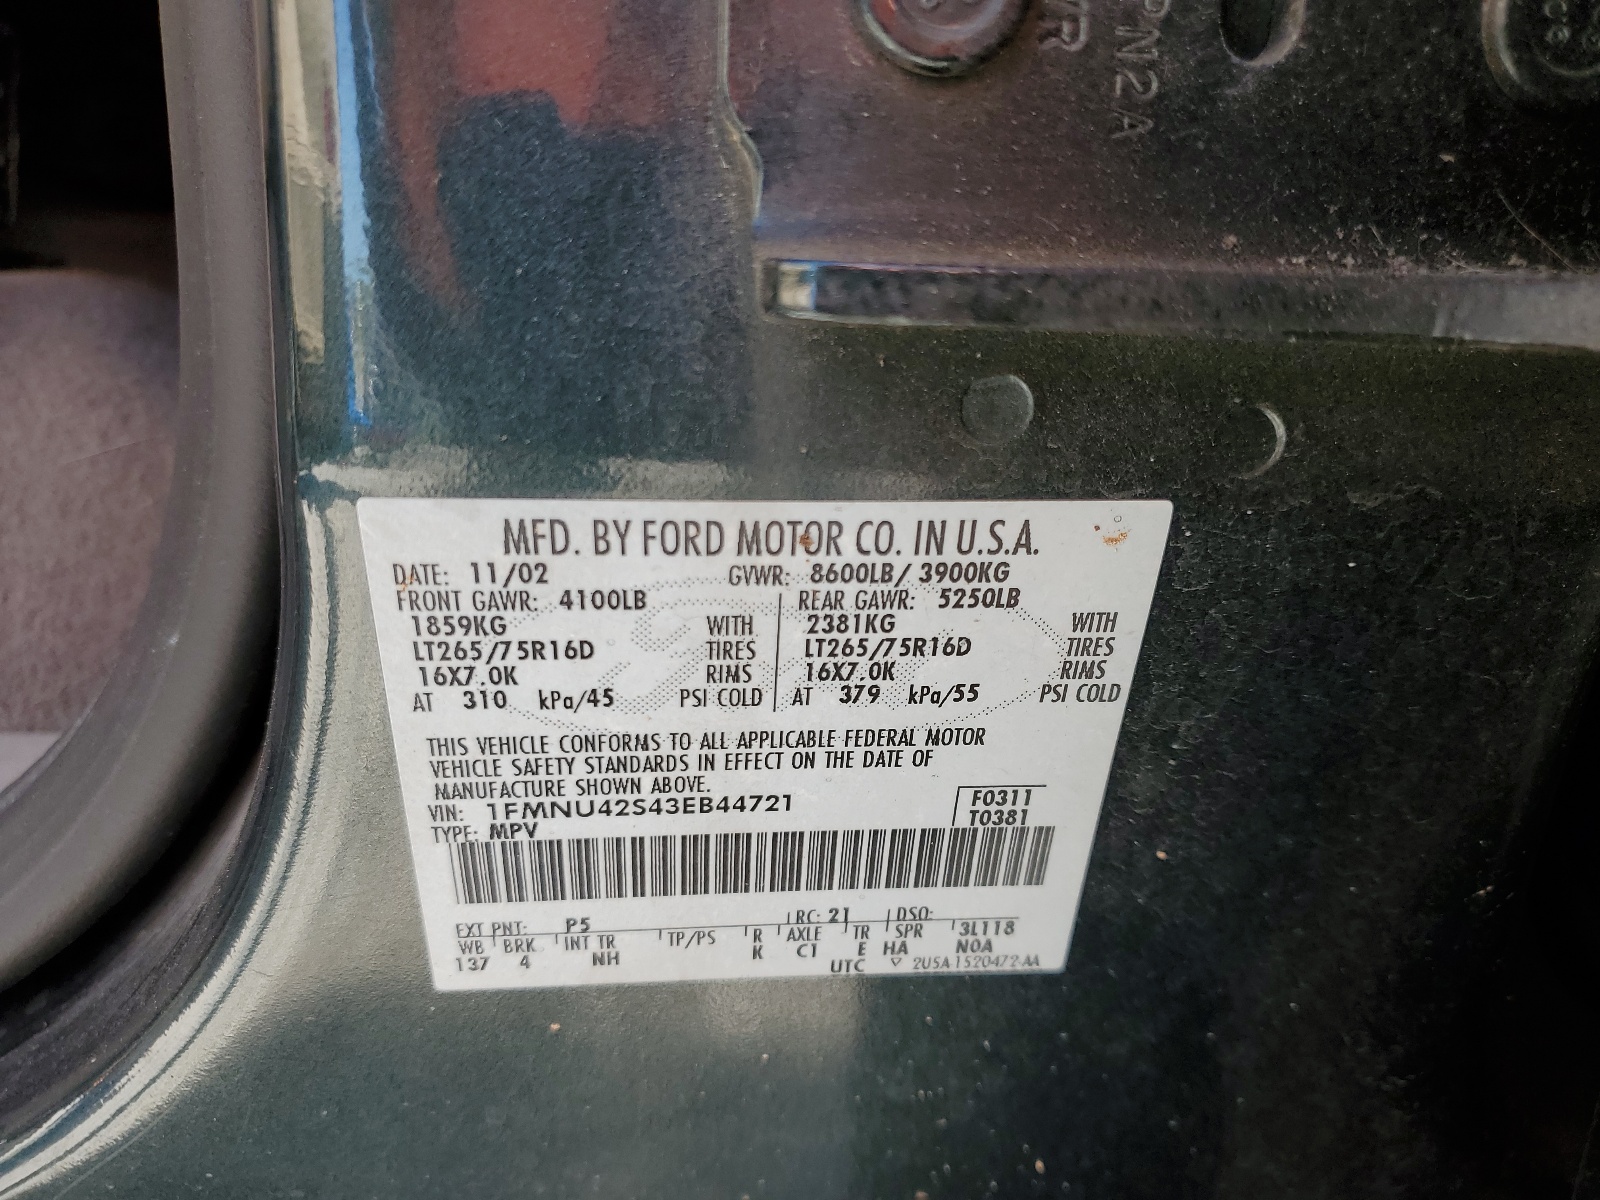 PN2A
VR
MFD. BY FORD MOTOR CO. IN U.S.A.
DATE: 11/02 GVWR: 8600LB/ 3900KG
FRONT GAWR: 4100LB REAR GAWR: 5250LB
1859KG WITH 2381KG WITH
LT265/75R16D TIRES LT265/75R16D TIRES
16X7.0K RIMS 16X7.0K RIMS
AT 310 kPa/45 PSI COLD AT 379 kPa/55 PSI COLD
THIS VEHICLE CONFORMS TO ALL APPLICABLE FEDERAL MOTOR
VEHICLE SAFETY STANDARDS IN EFFECT ON THE DATE OF
MANUFACTURE SHOWN ABOVE.
VIN: 1FMNU42S43EB44721 F0311
TYPE: MPV T0381
EXT PNT: P5 RC: 21 DSO:
WB BRK INT TR TP/PS R AXLE TR SPR 3L118
137 4 NH K C1 E HA N0A
UTC ▽ 2U5A 1520472 AA